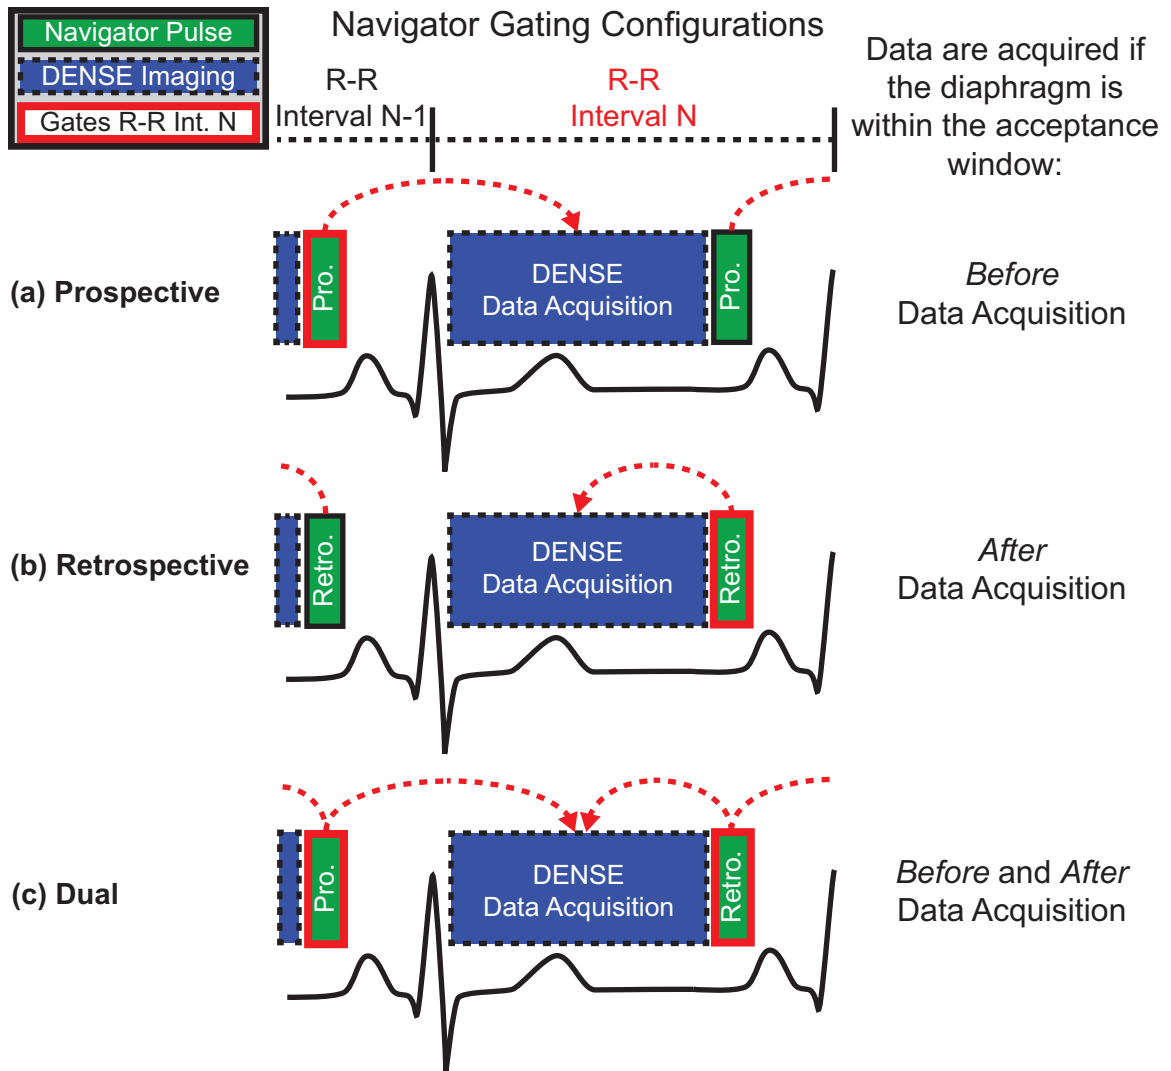 Navigator Pulse
DENSE Imaging
Gates R-R Int. N
Navigator Gating Configurations
R-R
Interval N-1
R-R
Interval N
Data are acquired if
the diaphragm is
within the acceptance
window:
(a) Prospective
Pro.
DENSE
Data Acquisition
Pro.
Before
Data Acquisition
(b) Retrospective
Retro.
DENSE
Data Acquisition
Retro.
After
Data Acquisition
(c) Dual
Pro.
DENSE
Data Acquisition
Retro.
Before and After
Data Acquisition